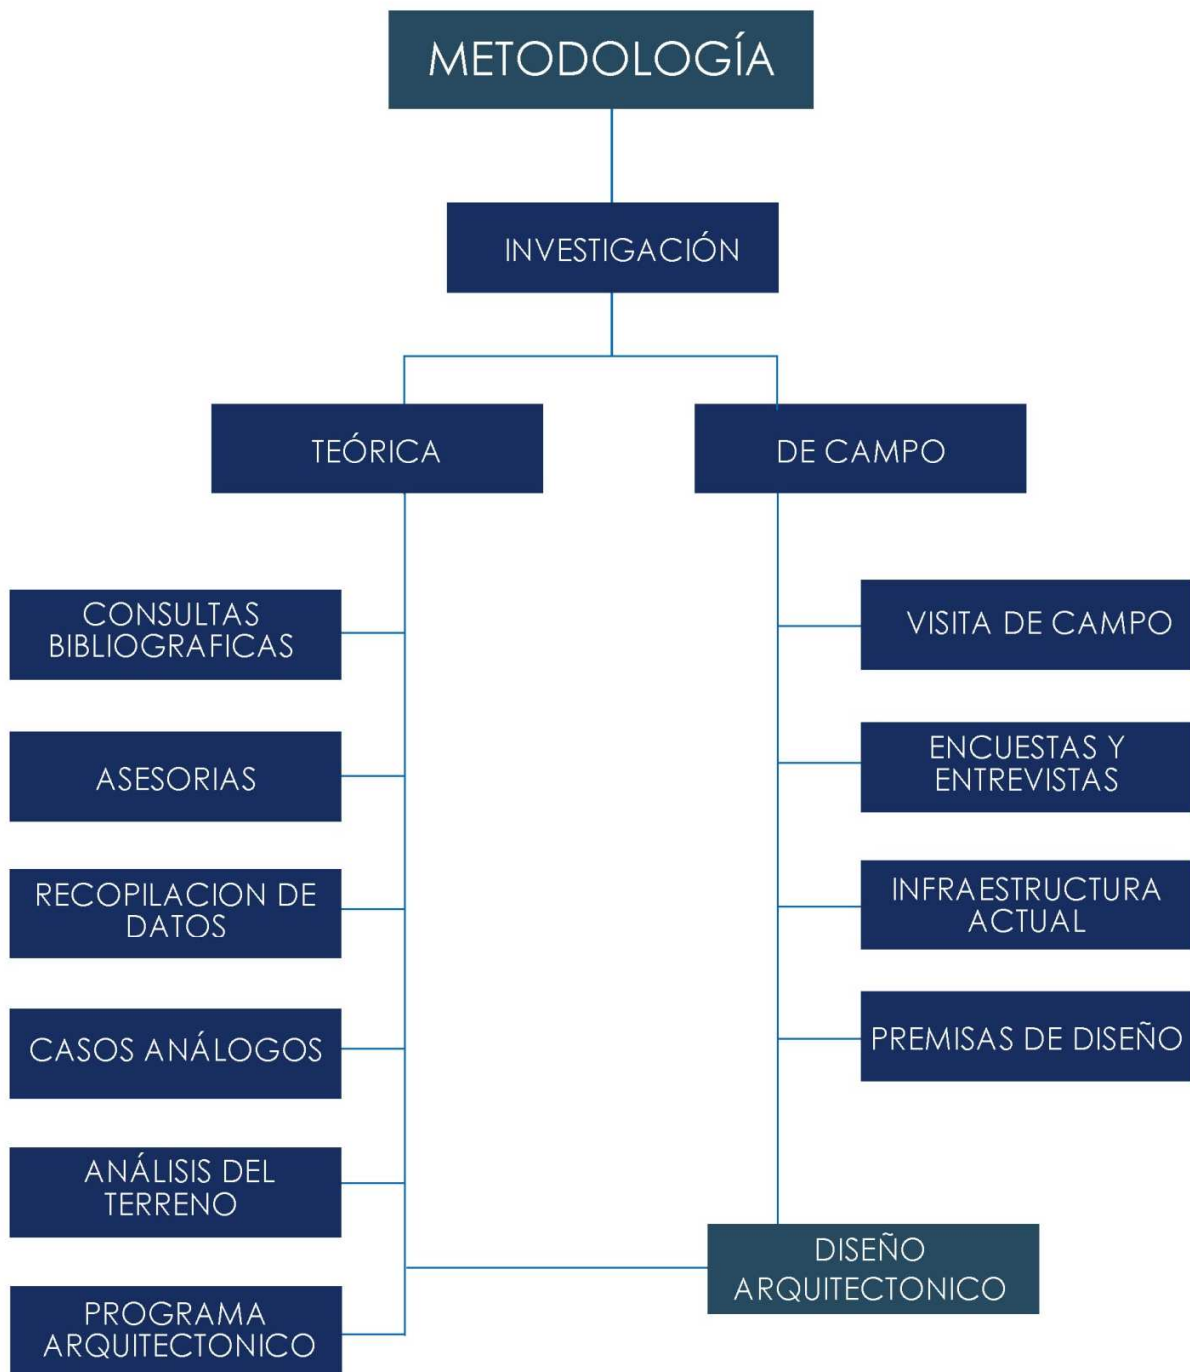 METODOLOGÍA
INVESTIGACIÓN
TEÓRICA
DE CAMPO
CONSULTAS
BIBLIOGRAFICAS
ASESORIAS
RECOPILACION DE
DATOS
CASOS ANÁLOGOS
ANÁLISIS DEL
TERRENO
PROGRAMA
ARQUITECTONICO
VISITA DE CAMPO
ENCUESTAS Y
ENTREVISTAS
INFRAESTRUCTURA
ACTUAL
PREMISAS DE DISEÑO
DISEÑO
ARQUITECTONICO